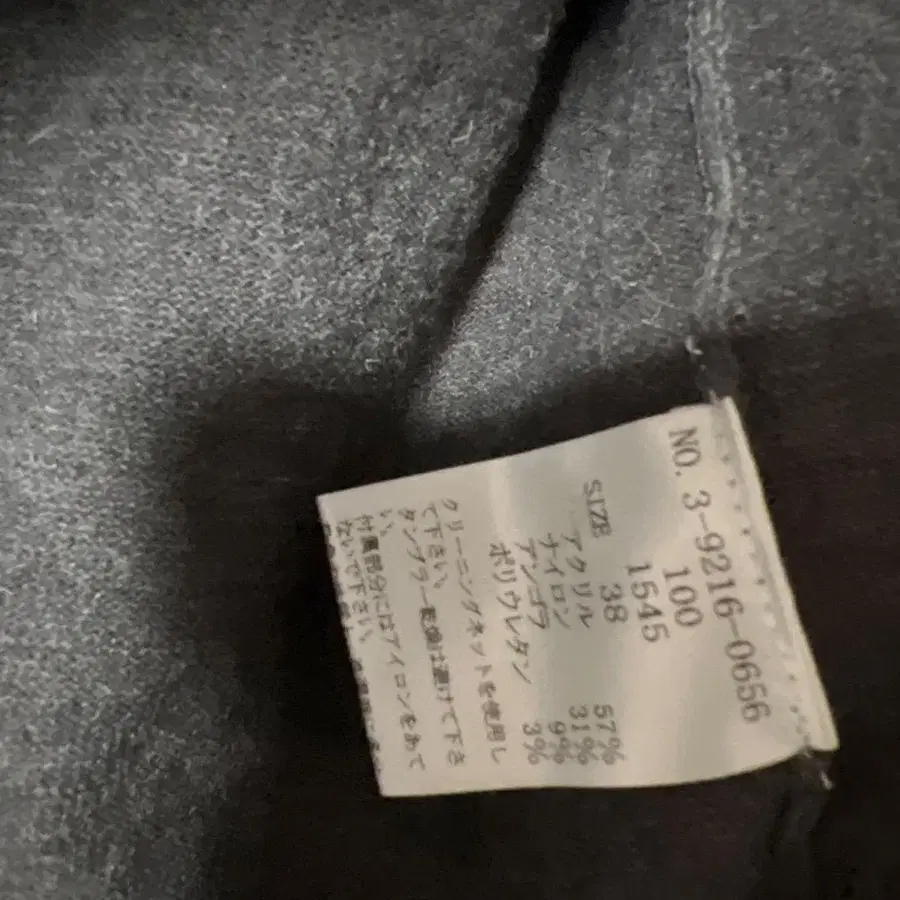 NO. 3-9216-0656
100
1545
SIZE 38
アクリル 57%
ナイロン 31%
アンゴラ 9%
ポリウレタン 3%
クリーニングネットを使用し
て下さい。
タンブラー乾燥は避けて下さ
い。
付属部分にはアイロンをあて
ないで下さい。